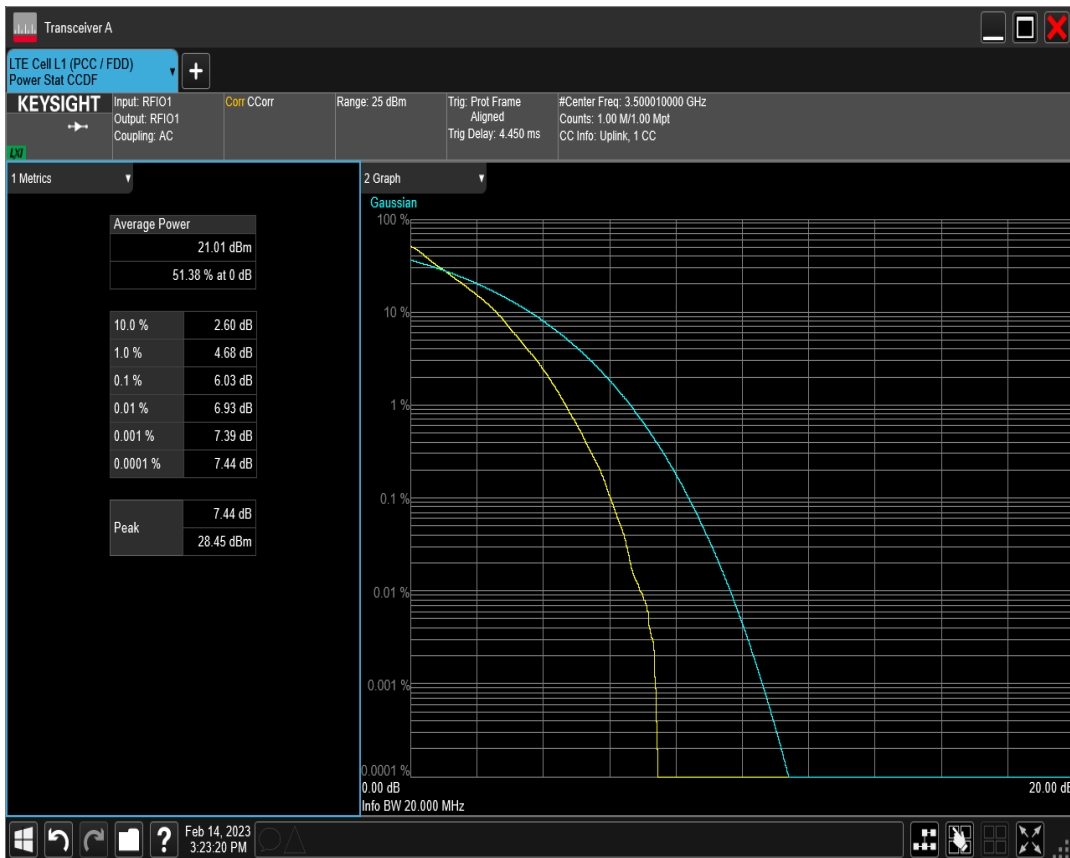 Transceiver A
LTE Cell L1 (PCC / FDD)
Power Stat CCDF
KEYSIGHT
LXI
Input: RFIO1
Output: RFIO1
Coupling: AC
Corr CCorr
Range: 25 dBm
Trig: Prot Frame
Aligned
Trig Delay: 4.450 ms
#Center Freq: 3.500010000 GHz
Counts: 1.00 M/1.00 Mpt
CC Info: Uplink, 1 CC
1 Metrics
Average Power
21.01 dBm
51.38 % at 0 dB
10.0 % 2.60 dB
1.0 % 4.68 dB
0.1 % 6.03 dB
0.01 % 6.93 dB
0.001 % 7.39 dB
0.0001 % 7.44 dB
Peak
7.44 dB
28.45 dBm
2 Graph
Gaussian
100 %
10 %
1 %
0.1 %
0.01 %
0.001 %
0.0001 %
0.00 dB 20.00 dB
Info BW 20.000 MHz
?
Feb 14, 2023
3:23:20 PM